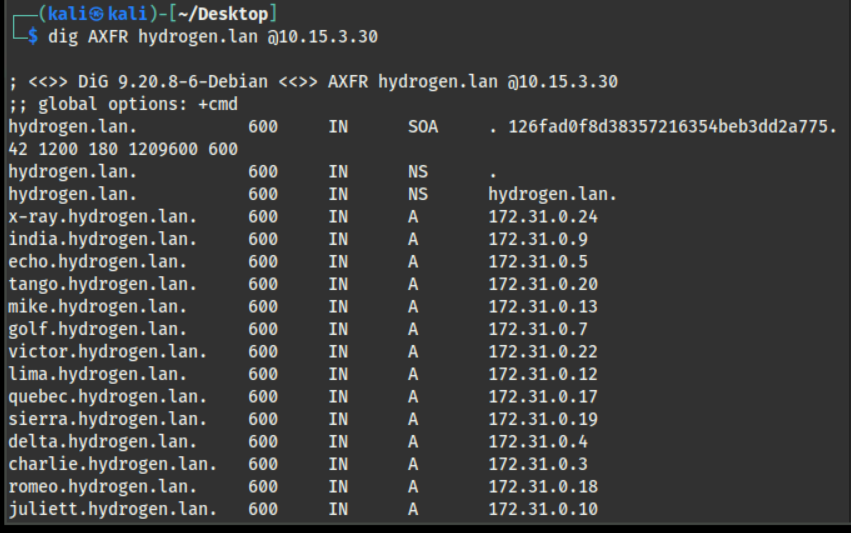 ┌──(kali㉿kali)-[~/Desktop]
└─$ dig AXFR hydrogen.lan @10.15.3.30
; <<>> DiG 9.20.8-6-Debian <<>> AXFR hydrogen.lan @10.15.3.30
;; global options: +cmd
hydrogen.lan. 600 IN SOA . 126fad0f8d38357216354beb3dd2a775.
42 1200 180 1209600 600
hydrogen.lan. 600 IN NS .
hydrogen.lan. 600 IN NS hydrogen.lan.
x-ray.hydrogen.lan. 600 IN A 172.31.0.24
india.hydrogen.lan. 600 IN A 172.31.0.9
echo.hydrogen.lan. 600 IN A 172.31.0.5
tango.hydrogen.lan. 600 IN A 172.31.0.20
mike.hydrogen.lan. 600 IN A 172.31.0.13
golf.hydrogen.lan. 600 IN A 172.31.0.7
victor.hydrogen.lan. 600 IN A 172.31.0.22
lima.hydrogen.lan. 600 IN A 172.31.0.12
quebec.hydrogen.lan. 600 IN A 172.31.0.17
sierra.hydrogen.lan. 600 IN A 172.31.0.19
delta.hydrogen.lan. 600 IN A 172.31.0.4
charlie.hydrogen.lan. 600 IN A 172.31.0.3
romeo.hydrogen.lan. 600 IN A 172.31.0.18
juliett.hydrogen.lan. 600 IN A 172.31.0.10